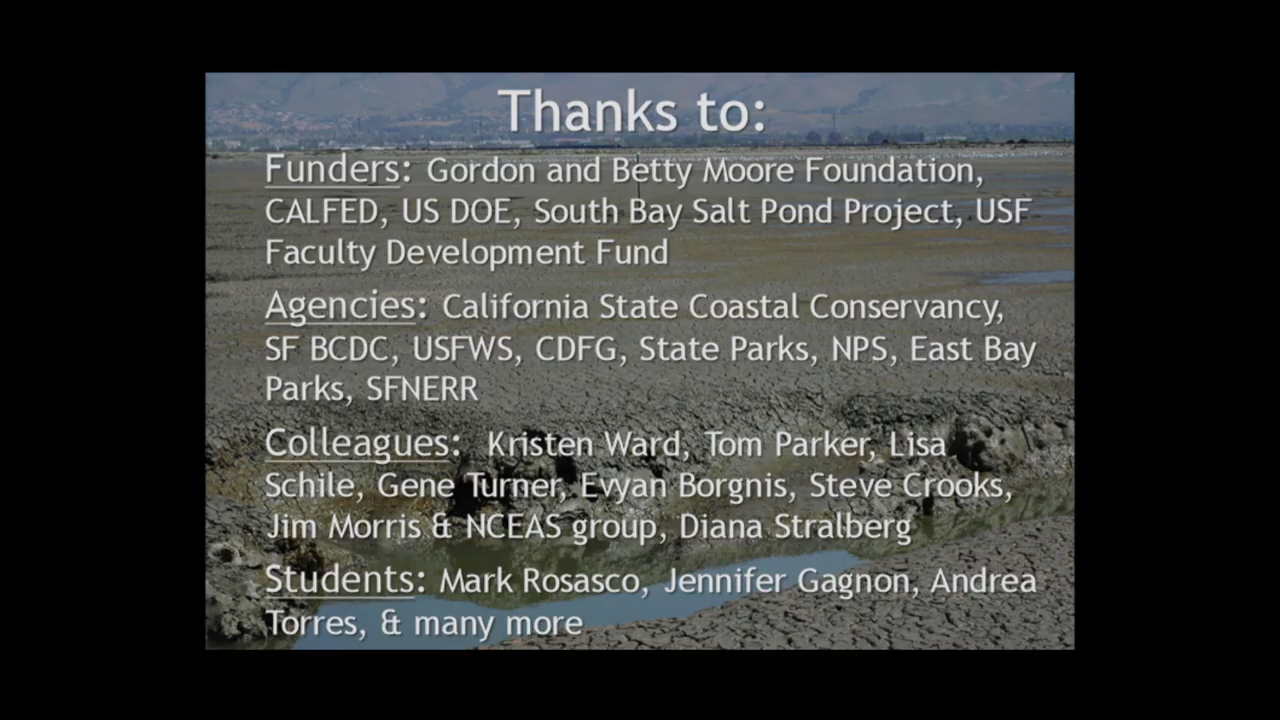 Thanks to:
Funders: Gordon and Betty Moore Foundation,
CALFED, US DOE, South Bay Salt Pond Project, USF
Faculty Development Fund
Agencies: California State Coastal Conservancy,
SF BCDC, USFWS, CDFG, State Parks, NPS, East Bay
Parks, SFNERR
Colleagues: Kristen Ward, Tom Parker, Lisa
Schile, Gene Turner, Evyan Borgnis, Steve Crooks,
Jim Morris & NCEAS group, Diana Stralberg
Students: Mark Rosasco, Jennifer Gagnon, Andrea
Torres, & many more